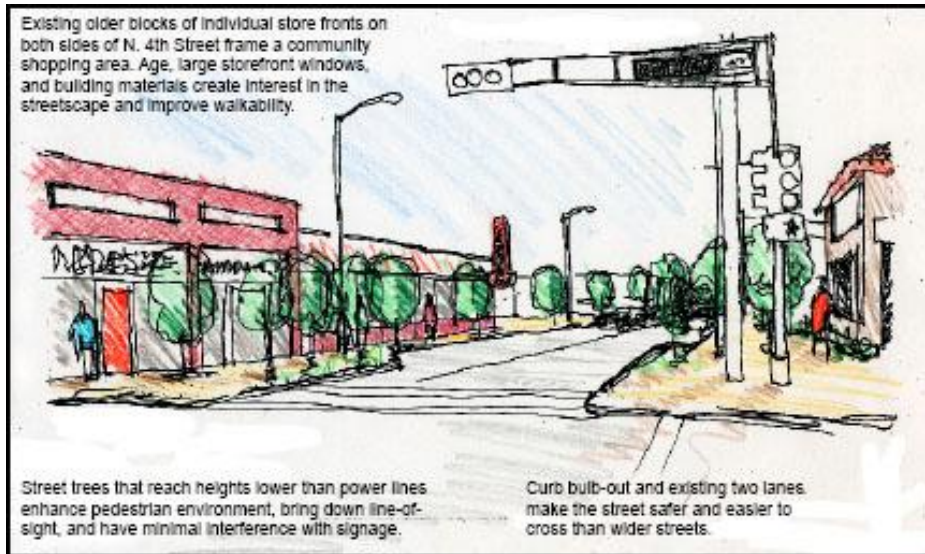 Existing older blocks of individual store fronts on
both sides of N. 4th Street frame a community
shopping area. Age, large storefront windows,
and building materials create interest in the
streetscape and improve walkability.
Street trees that reach heights lower than power lines
enhance pedestrian environment, bring down line-of-
sight, and have minimal interference with signage.
Curb bulb-out and existing two lanes
make the street safer and easier to
cross than wider streets.